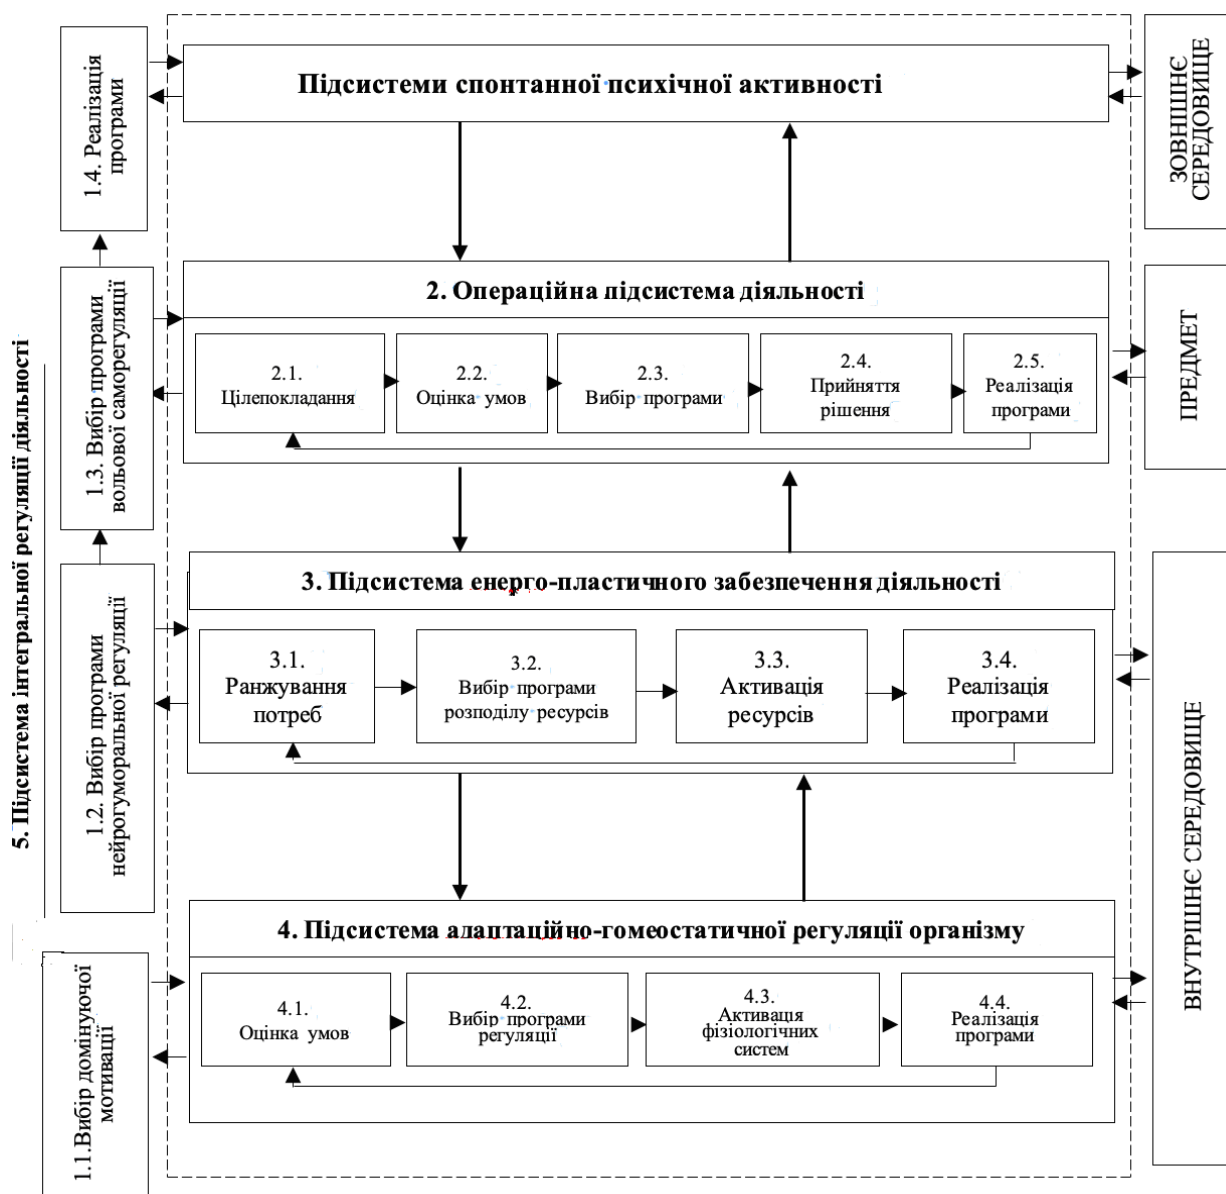 Підсистеми спонтанної психічної активності
2. Операційна підсистема діяльності
2.1.
Цілепокладання
2.2.
Оцінка умов
2.3.
Вибір програми
2.4.
Прийняття
рішення
2.5.
Реалізація
програми
3. Підсистема енерго-пластичного забезпечення діяльності
3.1.
Ранжування
потреб
3.2.
Вибір програми
розподілу ресурсів
3.3.
Активація
ресурсів
3.4.
Реалізація
програми
4. Підсистема адаптаційно-гомеостатичної регуляції організму
4.1.
Оцінка умов
4.2.
Вибір програми
регуляції
4.3.
Активація
фізіологічних
систем
4.4.
Реалізація
програми
5. Підсистема інтегральної регуляції діяльності
1.4. Реалізація
програми
1.3. Вибір програми
вольової саморегуляції
1.2. Вибір програми
нейрогуморальної регуляції
1.1.Вибір домінуючої
мотивації
ЗОВНІШНЄ
СЕРЕДОВИЩЕ
ПРЕДМЕТ
ВНУТРІШНЄ СЕРЕДОВИЩЕ